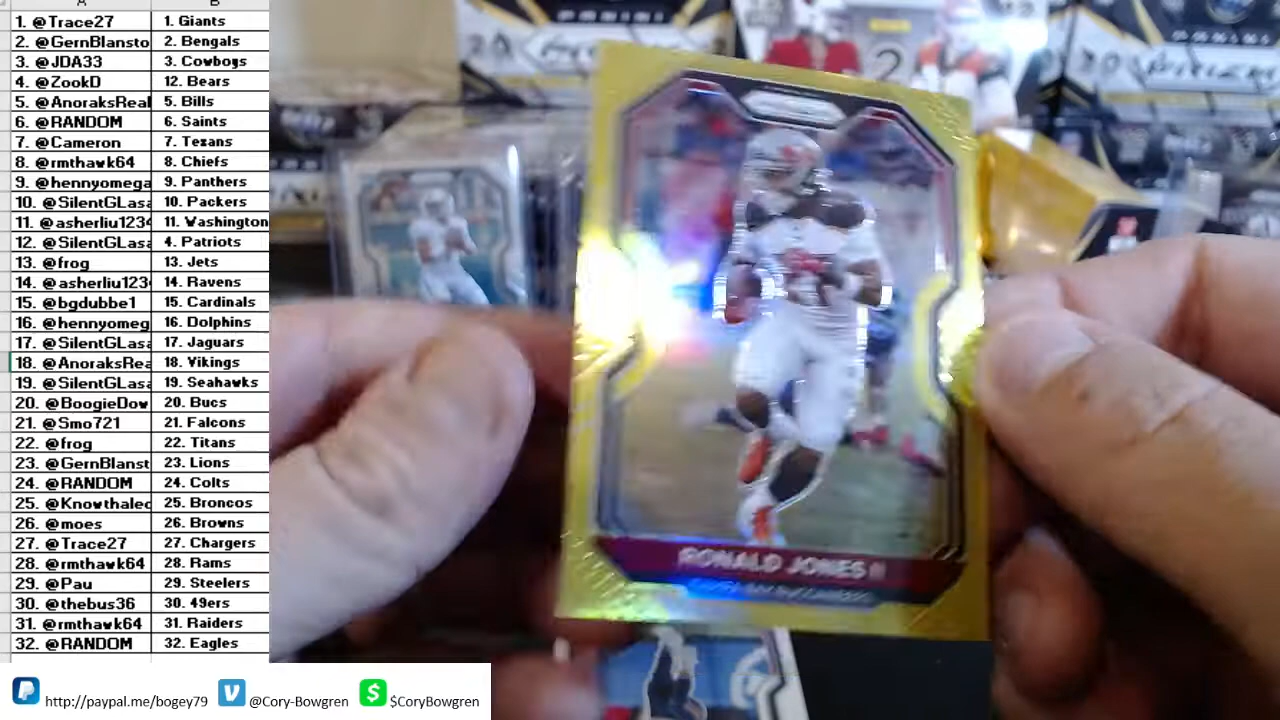 A B
1. @Trace27 1. Giants
2. @GernBlansto 2. Bengals
3. @JDA33 3. Cowboys
4. @ZookD 12. Bears
5. @AnoraksReal 5. Bills
6. @RANDOM 6. Saints
7. @Cameron 7. Texans
8. @rmthawk64 8. Chiefs
9. @hennyomega 9. Panthers
10. @SilentGLasa 10. Packers
11. @asherliu1234 11. Washington
12. @SilentGLasa 4. Patriots
13. @frog 13. Jets
14. @asherliu123 14. Ravens
15. @bgdubbe1 15. Cardinals
16. @hennyomeg 16. Dolphins
17. @SilentGLasa 17. Jaguars
18. @AnoraksRea 18. Vikings
19. @SilentGLasa 19. Seahawks
20. @BoogieDow 20. Bucs
21. @Smo721 21. Falcons
22. @frog 22. Titans
23. @GernBlanst 23. Lions
24. @RANDOM 24. Colts
25. @Knowthaled 25. Broncos
26. @moes 26. Browns
27. @Trace27 27. Chargers
28. @rmthawk64 28. Rams
29. @Pau 29. Steelers
30. @thebus36 30. 49ers
31. @rmthawk64 31. Raiders
32. @RANDOM 32. Eagles
RONALD JONES II
http://paypal.me/bogey79 @Cory-Bowgren $CoryBowgren